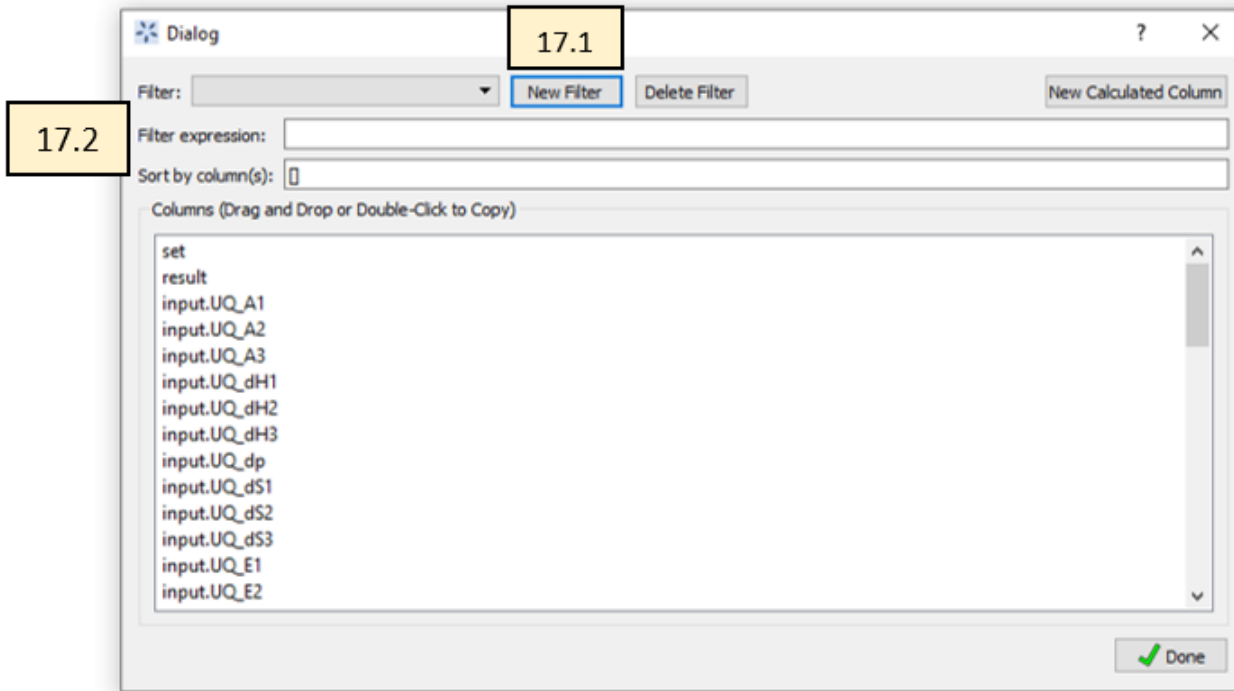 Dialog
17.1
?
Filter:
New Filter
Delete Filter
New Calculated Column
17.2
Filter expression:
Sort by column(s): []
Columns (Drag and Drop or Double-Click to Copy)
set
result
input.UQ_A1
input.UQ_A2
input.UQ_A3
input.UQ_dH1
input.UQ_dH2
input.UQ_dH3
input.UQ_dp
input.UQ_dS1
input.UQ_dS2
input.UQ_dS3
input.UQ_E1
input.UQ_E2
Done